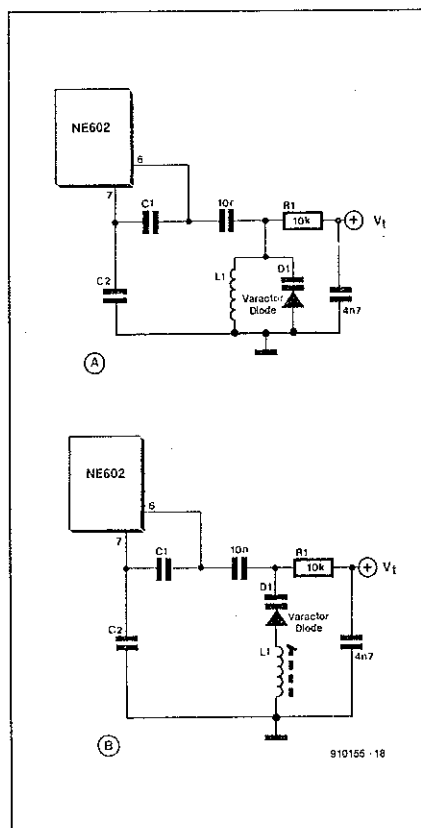 NE602
6
7
C1
10n
R1
10k
+ Vt
C2
L1
D1
Varactor
Diode
4n7
A
NE602
6
7
C1
10n
R1
10k
+ Vt
D1
Varactor
Diode
C2
L1
4n7
B
910155 - 18